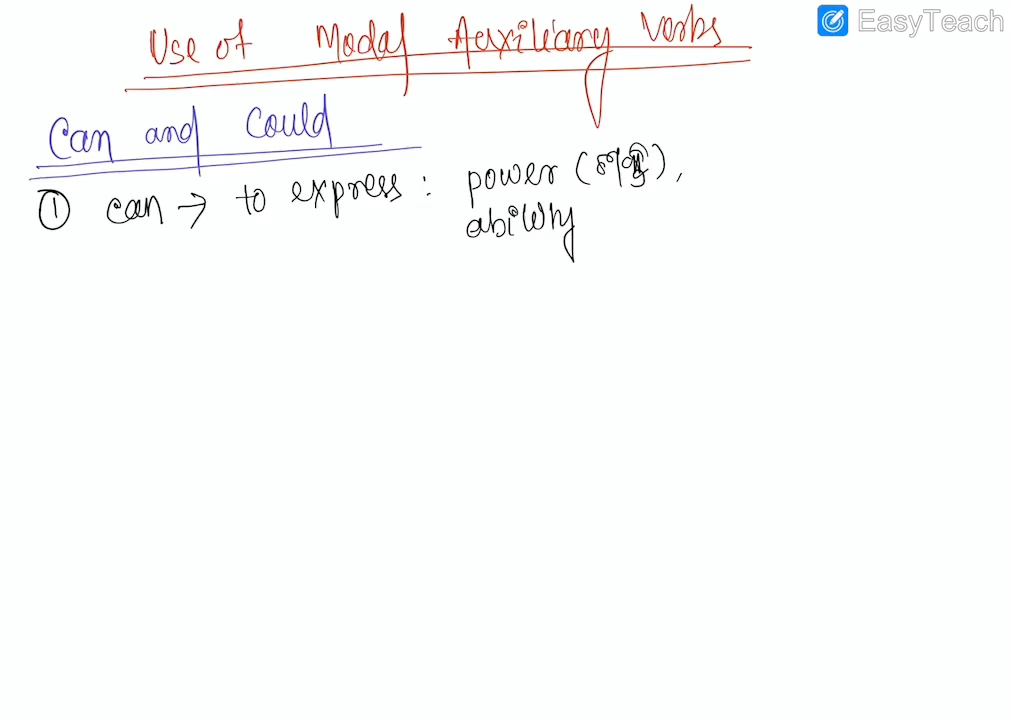 EasyTeach
Use of Modal Auxiliary Verbs
Can and Could
① can → to express : power ( ),
ability